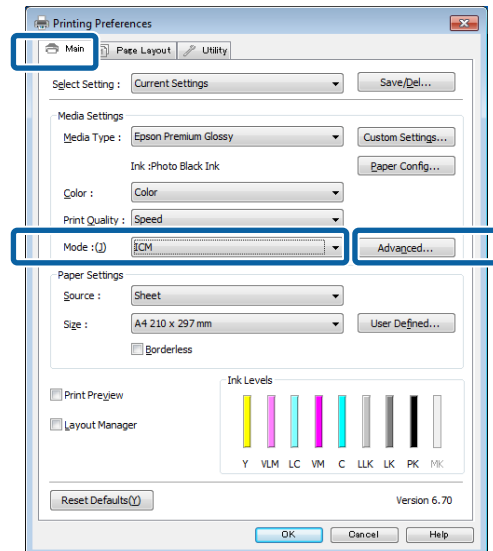 Printing Preferences
Main Page Layout Utility
Select Setting : Current Settings Save/Del...
Media Settings
Media Type : Epson Premium Glossy Custom Settings...
Ink :Photo Black Ink Paper Config...
Color : Color
Print Quality : Speed
Mode :(J) ICM Advanced...
Paper Settings
Source : Sheet
Size : A4 210 x 297 mm User Defined...
Borderless
Print Preview
Layout Manager
Ink Levels
Y VLM LC VM C LLK LK PK MK
Reset Defaults(Y) Version 6.70
OK Cancel Help